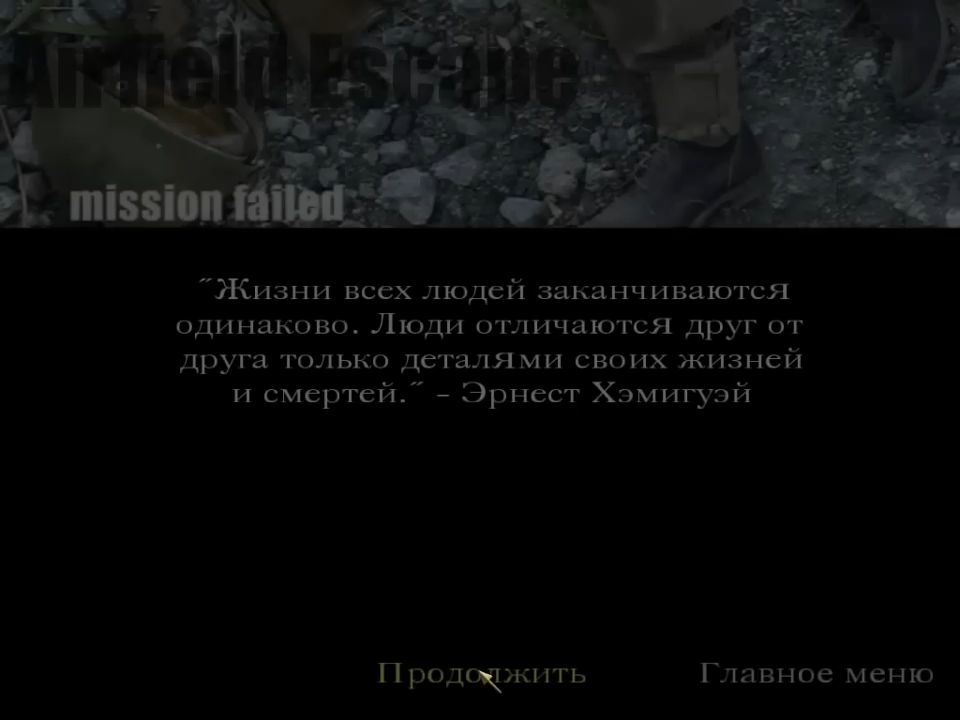 Airfield Escape
mission failed
˝Жизни всех людей заканчиваются
одинаково. Люди отличаются друг от
друга только деталями своих жизней
и смертей.˝ - Эрнест Хэмигуэй
Продолжить Главное меню